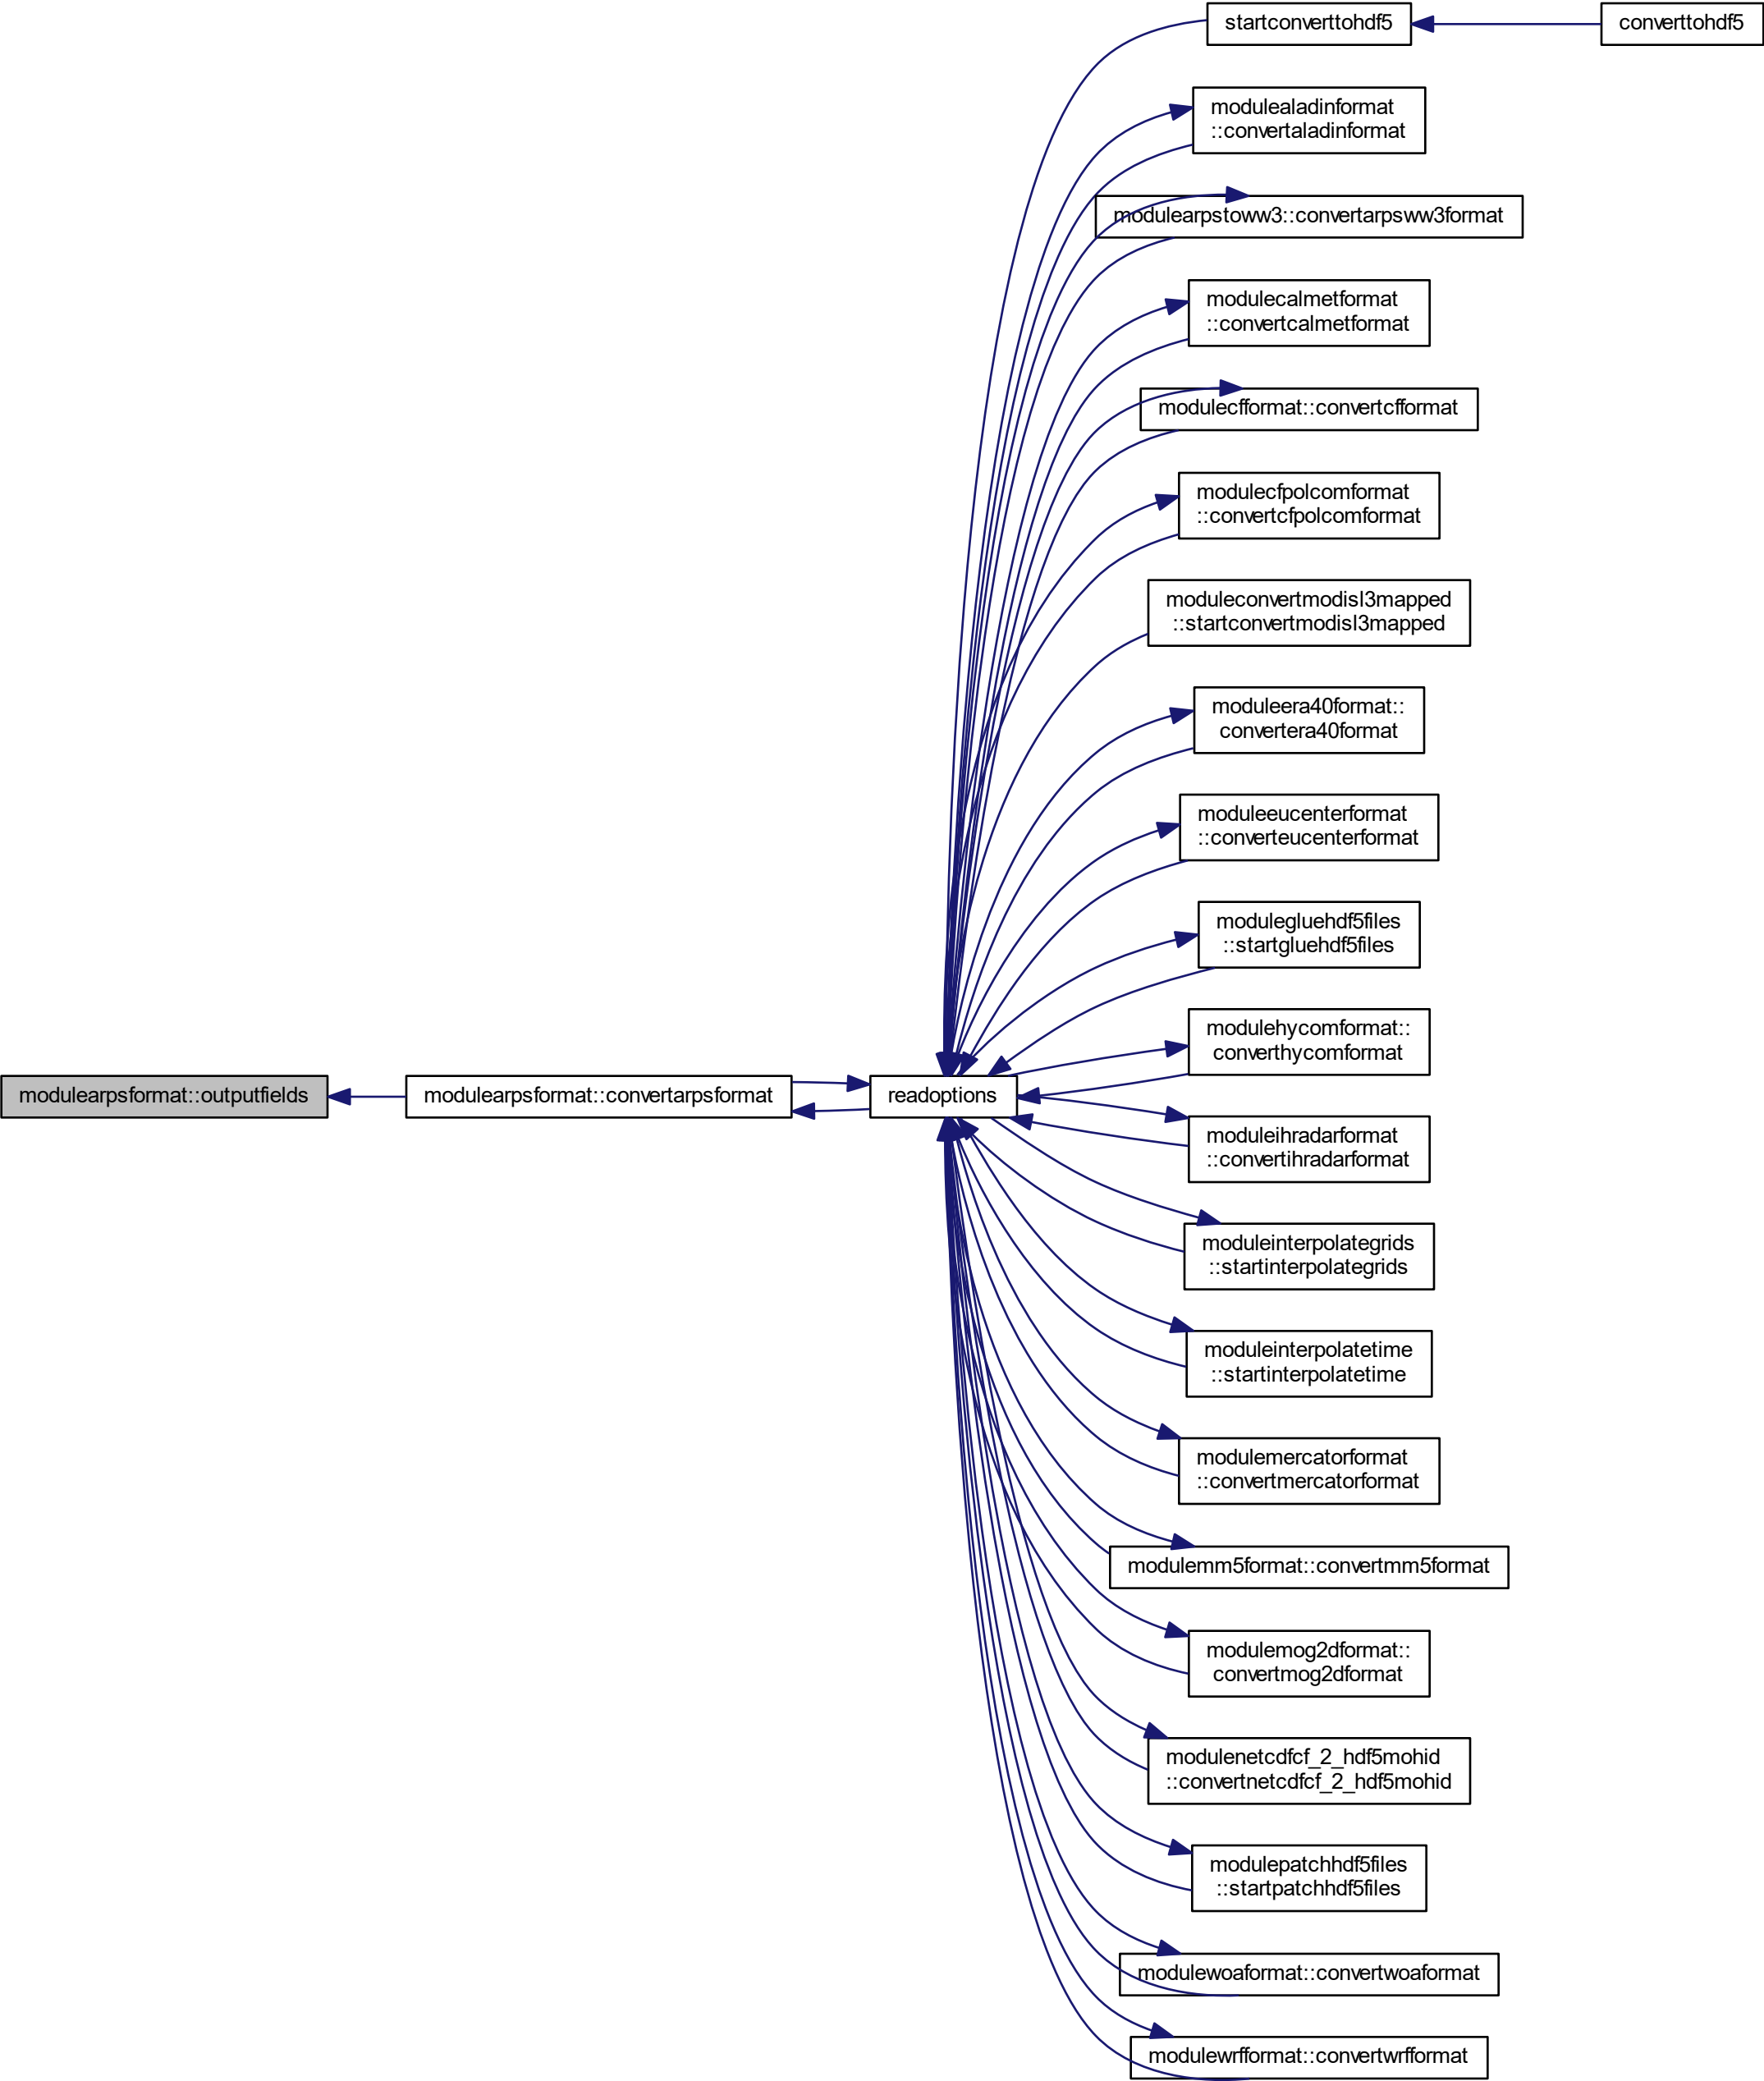 startconverttohdf5
converttohdf5
modulealadinformat
::convertaladinformat
modulearpstoww3::convertarpsww3format
modulecalmetformat
::convertcalmetformat
modulecfformat::convertcfformat
modulecfpolcomformat
::convertcfpolcomformat
moduleconvertmodisl3mapped
::startconvertmodisl3mapped
moduleera40format::
convertera40format
moduleeucenterformat
::converteucenterformat
modulegluehdf5files
::startgluehdf5files
modulehycomformat::
converthycomformat
modulearpsformat::outputfields
modulearpsformat::convertarpsformat
readoptions
moduleihradarformat
::convertihradarformat
moduleinterpolategrids
::startinterpolategrids
moduleinterpolatetime
::startinterpolatetime
modulemercatorformat
::convertmercatorformat
modulemm5format::convertmm5format
modulemog2dformat::
convertmog2dformat
modulenetcdfcf_2_hdf5mohid
::convertnetcdfcf_2_hdf5mohid
modulepatchhdf5files
::startpatchhdf5files
modulewoaformat::convertwoaformat
modulewrfformat::convertwrfformat